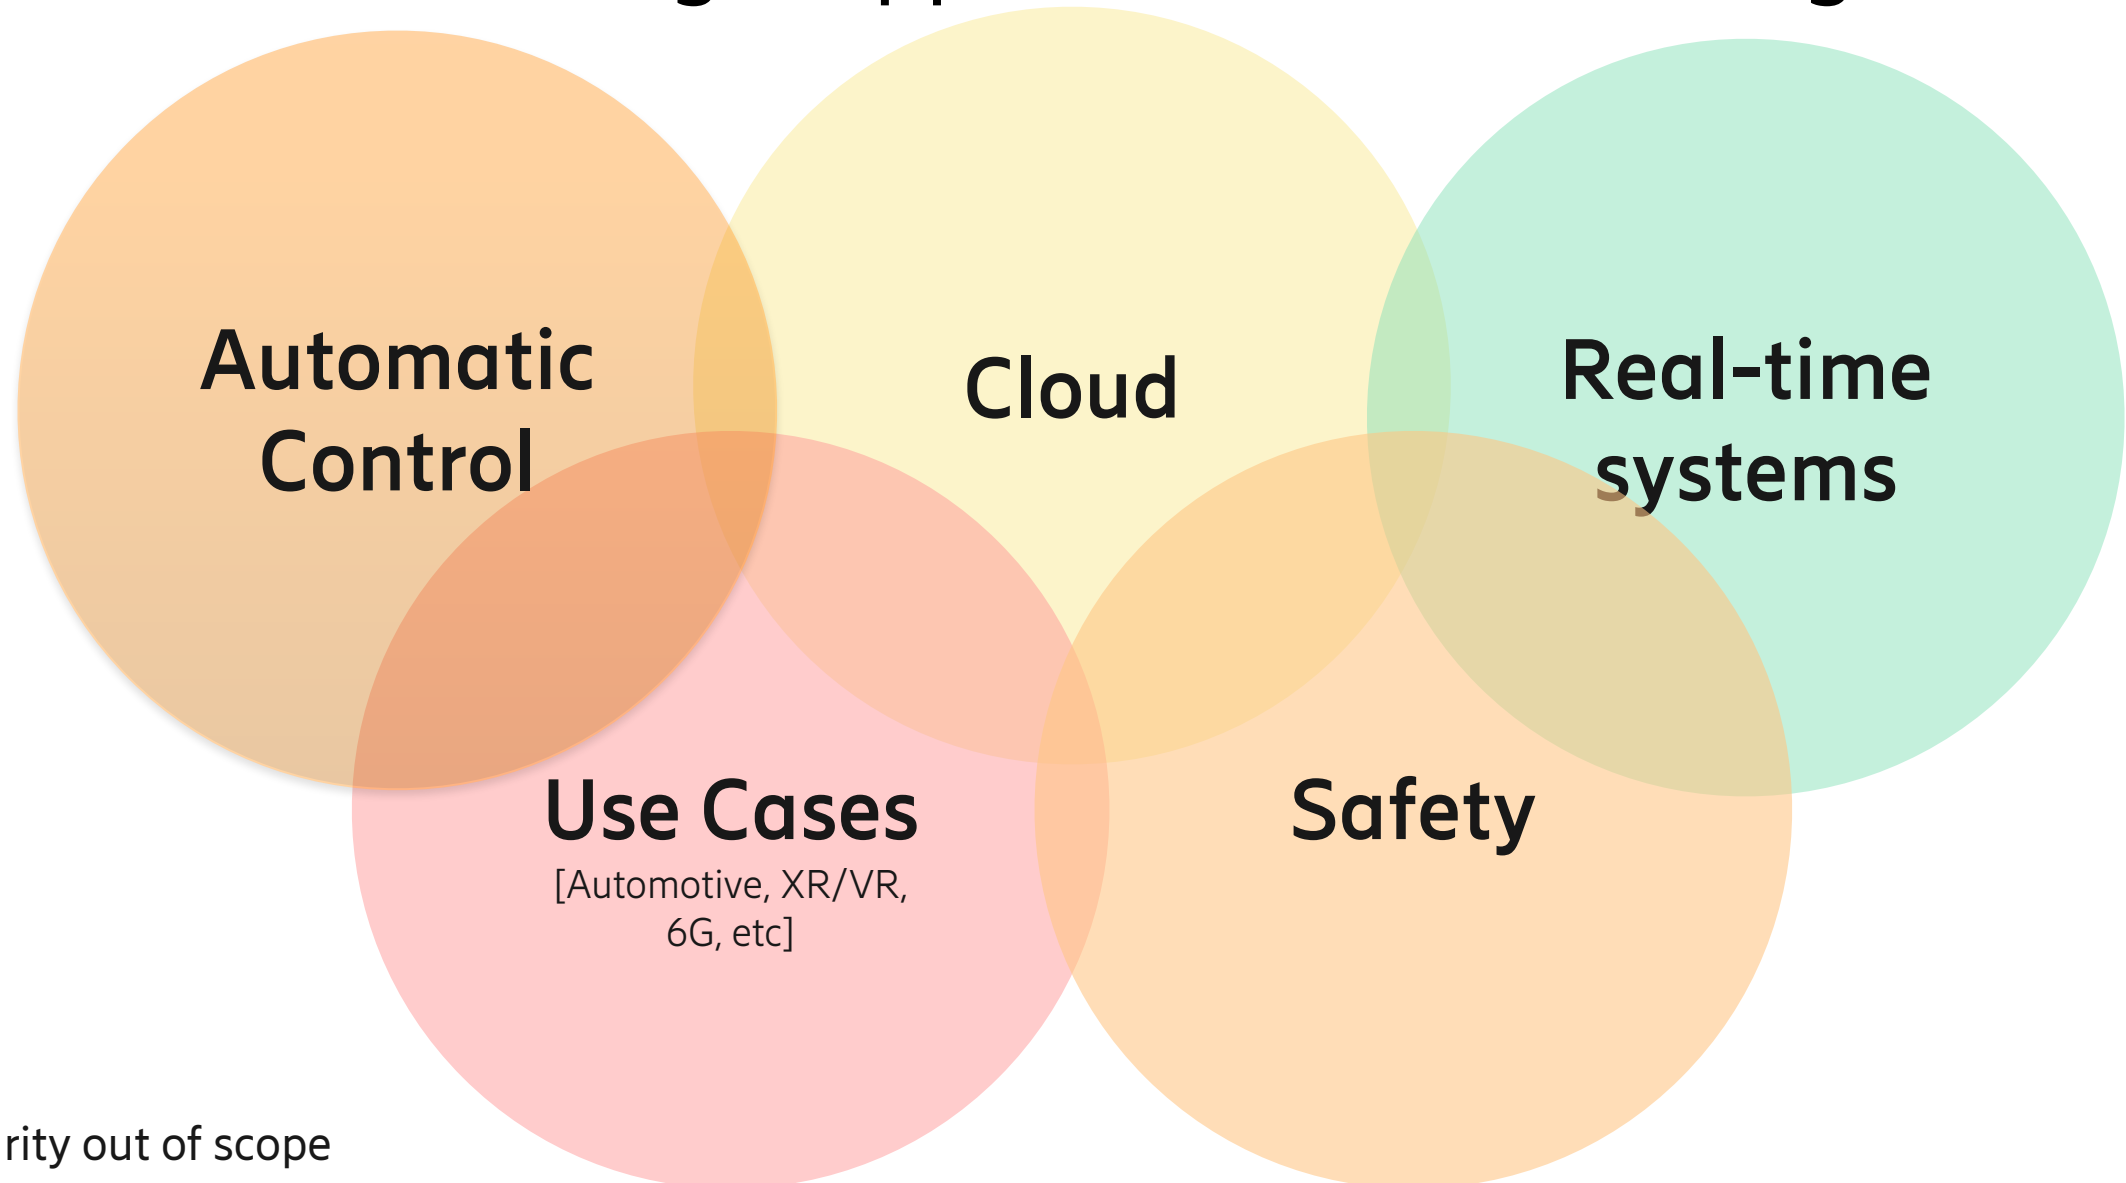 Automatic
Control
Cloud
Real-time
systems
Use Cases
[Automotive, XR/VR,
6G, etc]
Safety
rity out of scope